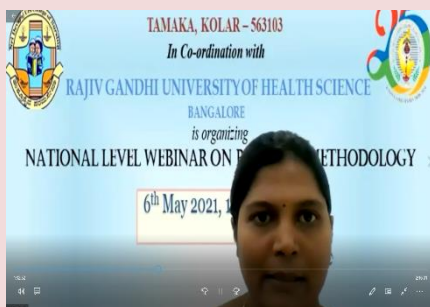 TAMAKA, KOLAR – 563103
In Co-ordination with
RAJIV GANDHI UNIVERSITY OF HEALTH SCIENCE
BANGALORE
is organizing
NATIONAL LEVEL WEBINAR ON METHODOLOGY
6th May 2021,